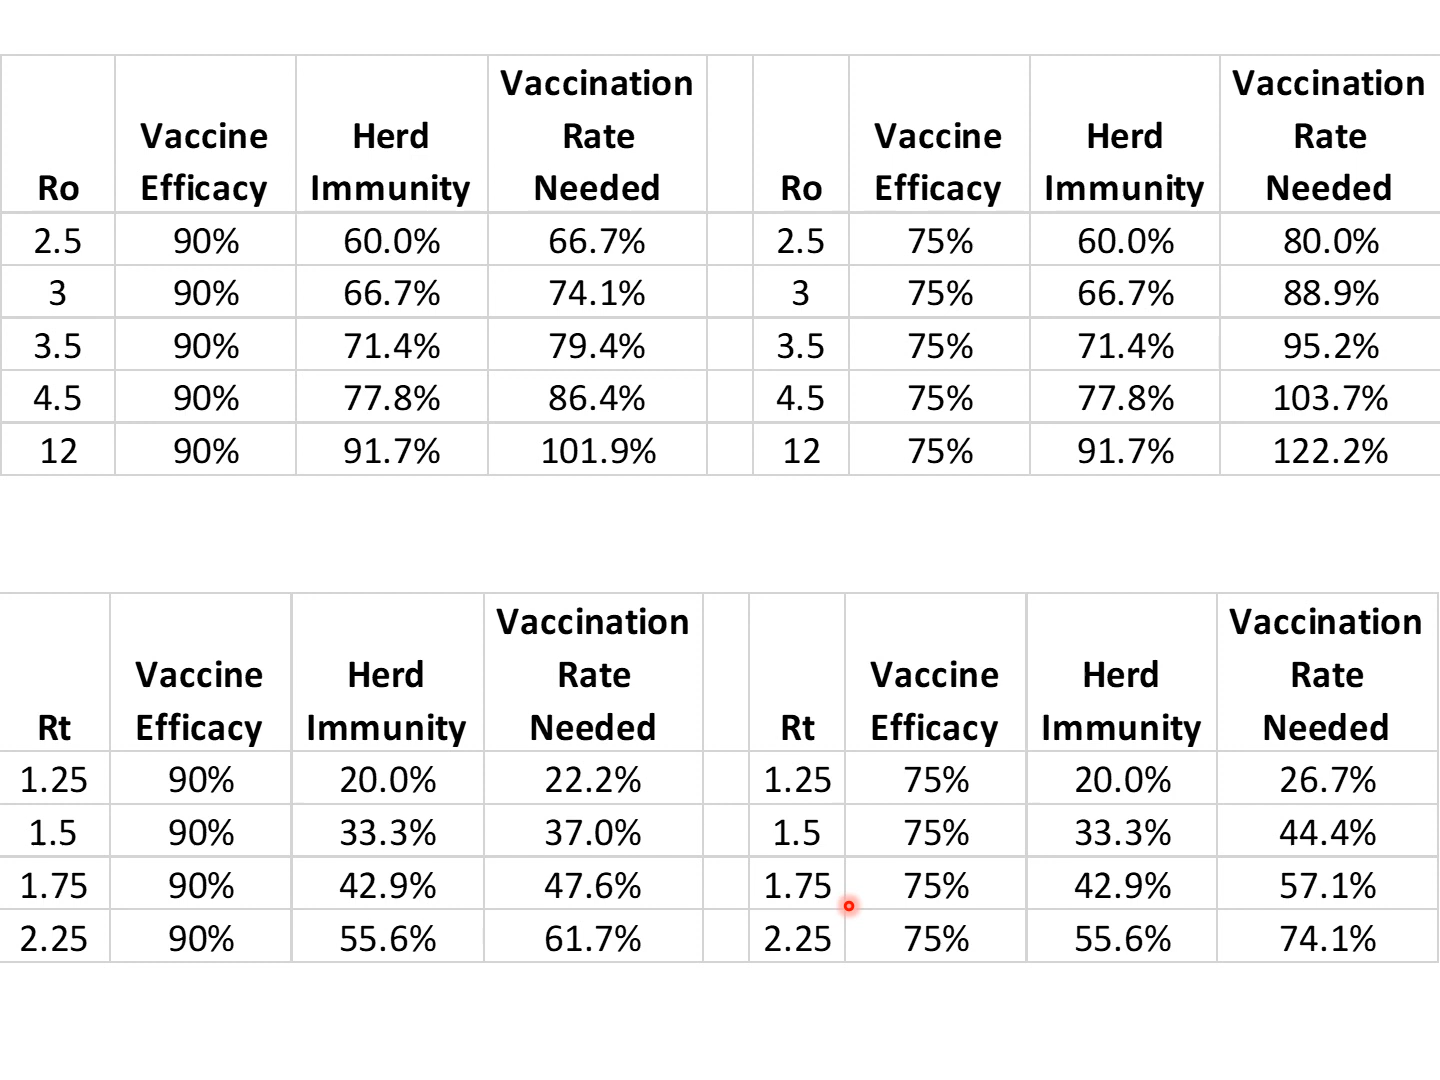 Vaccination Vaccination
Vaccine Herd Rate Vaccine Herd Rate
Ro Efficacy Immunity Needed Ro Efficacy Immunity Needed
2.5 90% 60.0% 66.7% 2.5 75% 60.0% 80.0%
3 90% 66.7% 74.1% 3 75% 66.7% 88.9%
3.5 90% 71.4% 79.4% 3.5 75% 71.4% 95.2%
4.5 90% 77.8% 86.4% 4.5 75% 77.8% 103.7%
12 90% 91.7% 101.9% 12 75% 91.7% 122.2%
Vaccination Vaccination
Vaccine Herd Rate Vaccine Herd Rate
Rt Efficacy Immunity Needed Rt Efficacy Immunity Needed
1.25 90% 20.0% 22.2% 1.25 75% 20.0% 26.7%
1.5 90% 33.3% 37.0% 1.5 75% 33.3% 44.4%
1.75 90% 42.9% 47.6% 1.75 75% 42.9% 57.1%
2.25 90% 55.6% 61.7% 2.25 75% 55.6% 74.1%